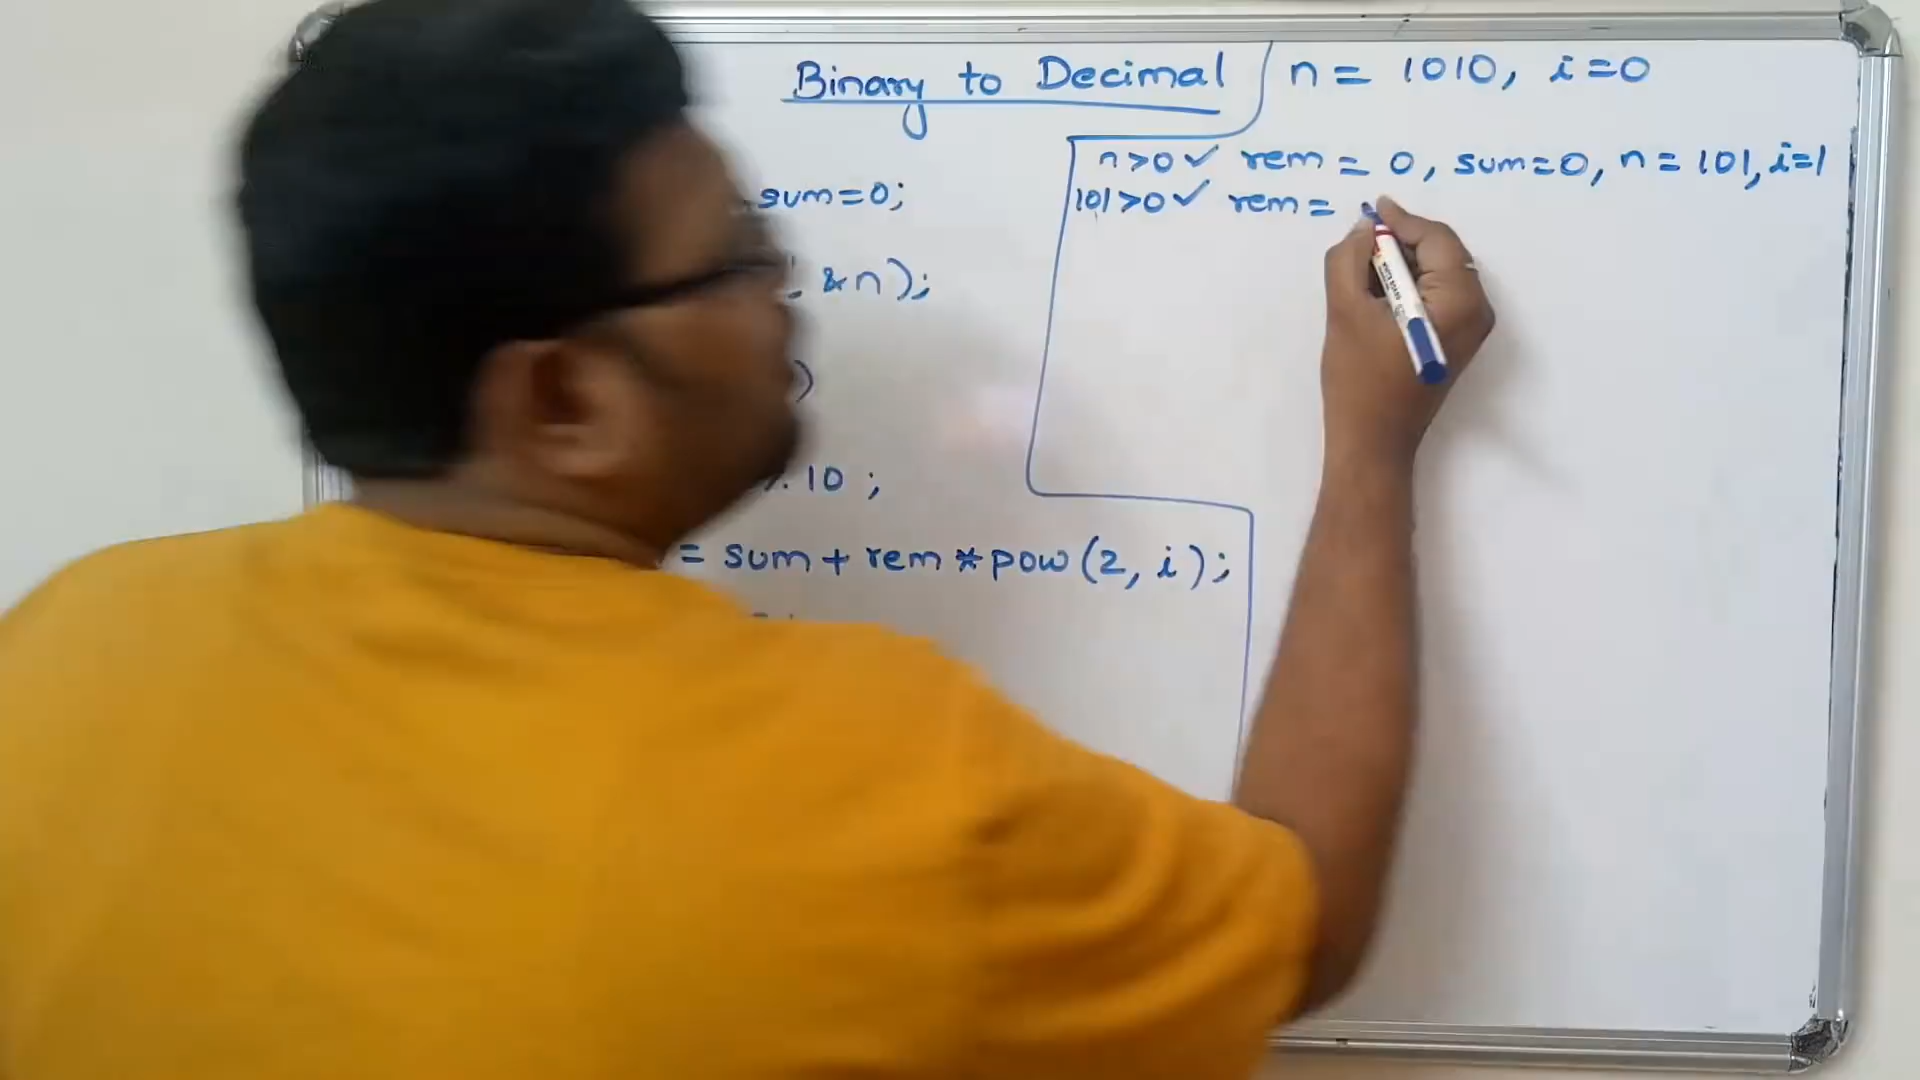 Binary to Decimal
n = 1010, i=0
n>0✓ rem = 0, sum=0, n = 101, i=1
101>0✓ rem =
sum=0;
&n);
)
% 10 ;
= sum + rem * pow (2, i);